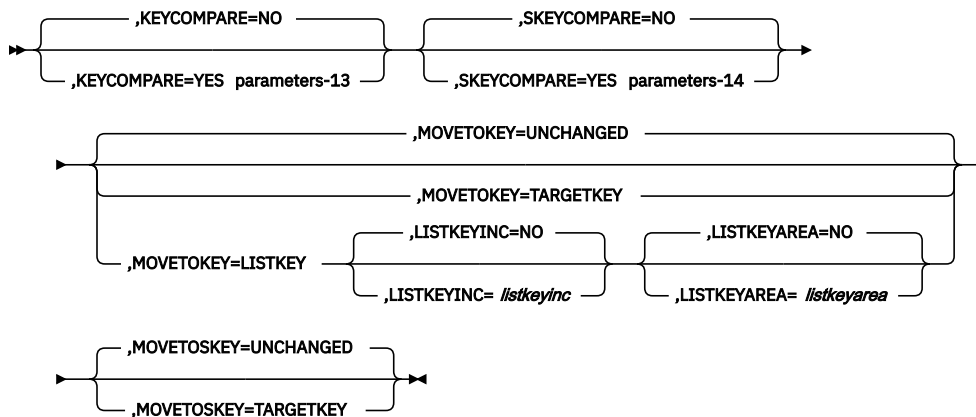 ,KEYCOMPARE=NO
,SKEYCOMPARE=NO
,KEYCOMPARE=YES parameters-13
,SKEYCOMPARE=YES parameters-14
,MOVETOKEY=UNCHANGED
,MOVETOKEY=TARGETKEY
,LISTKEYINC=NO
,LISTKEYAREA=NO
,MOVETOKEY=LISTKEY
,LISTKEYINC= listkeyinc
,LISTKEYAREA= listkeyarea
,MOVETOSKEY=UNCHANGED
,MOVETOSKEY=TARGETKEY